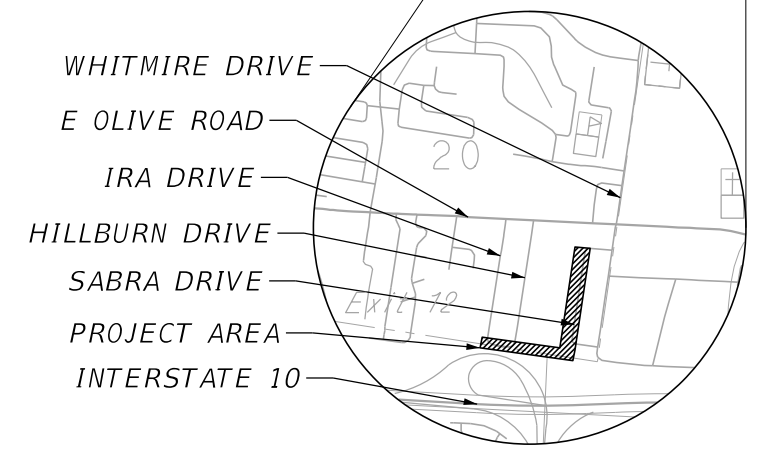 WHITMIRE DRIVE
E OLIVE ROAD
20
IRA DRIVE
HILLBURN DRIVE
SABRA DRIVE
Exit 12
PROJECT AREA
INTERSTATE 10